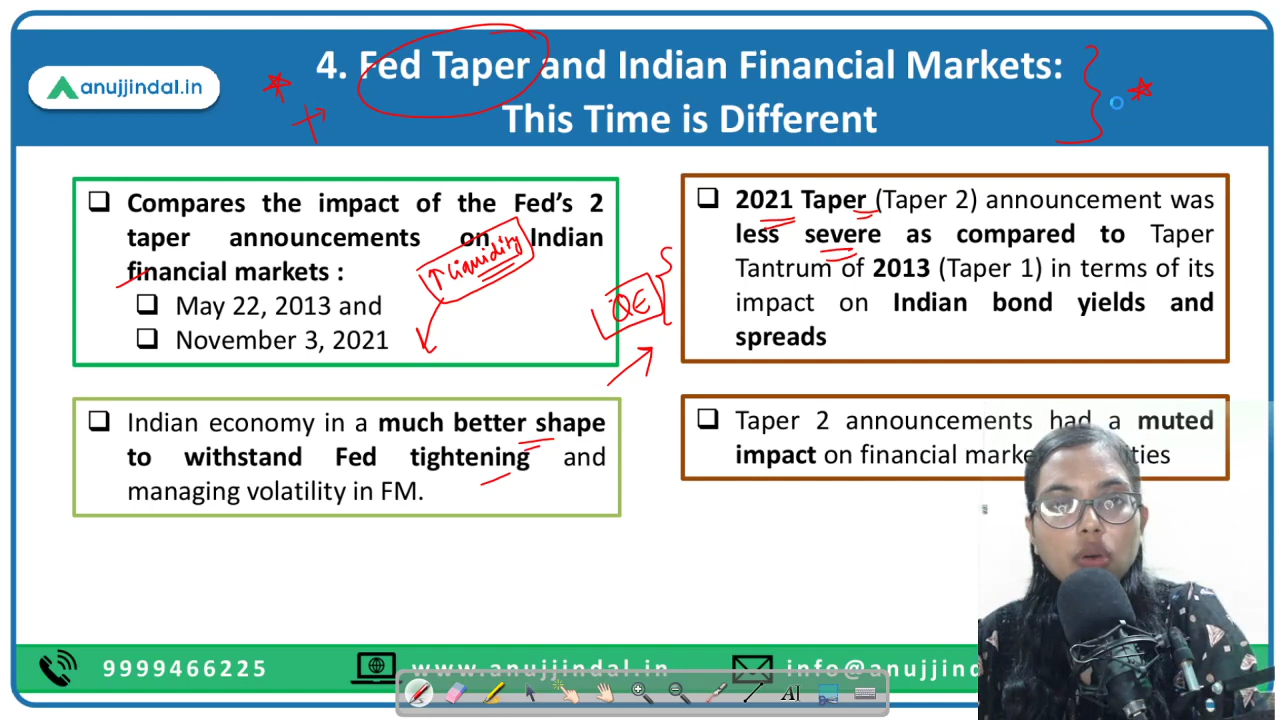 4. Fed Taper and Indian Financial Markets:
This Time is Different
anujjindal.in
❑ Compares the impact of the Fed's 2
taper announcements on Indian
financial markets :
❑ May 22, 2013 and
❑ November 3, 2021
↑ liquidity
QE
❑ 2021 Taper (Taper 2) announcement was
less severe as compared to Taper
Tantrum of 2013 (Taper 1) in terms of its
impact on Indian bond yields and
spreads
❑ Indian economy in a much better shape
to withstand Fed tightening and
managing volatility in FM.
❑ Taper 2 announcements had a muted
impact on financial
9999466225
www.anujjindal.in
info@anujjind
AI